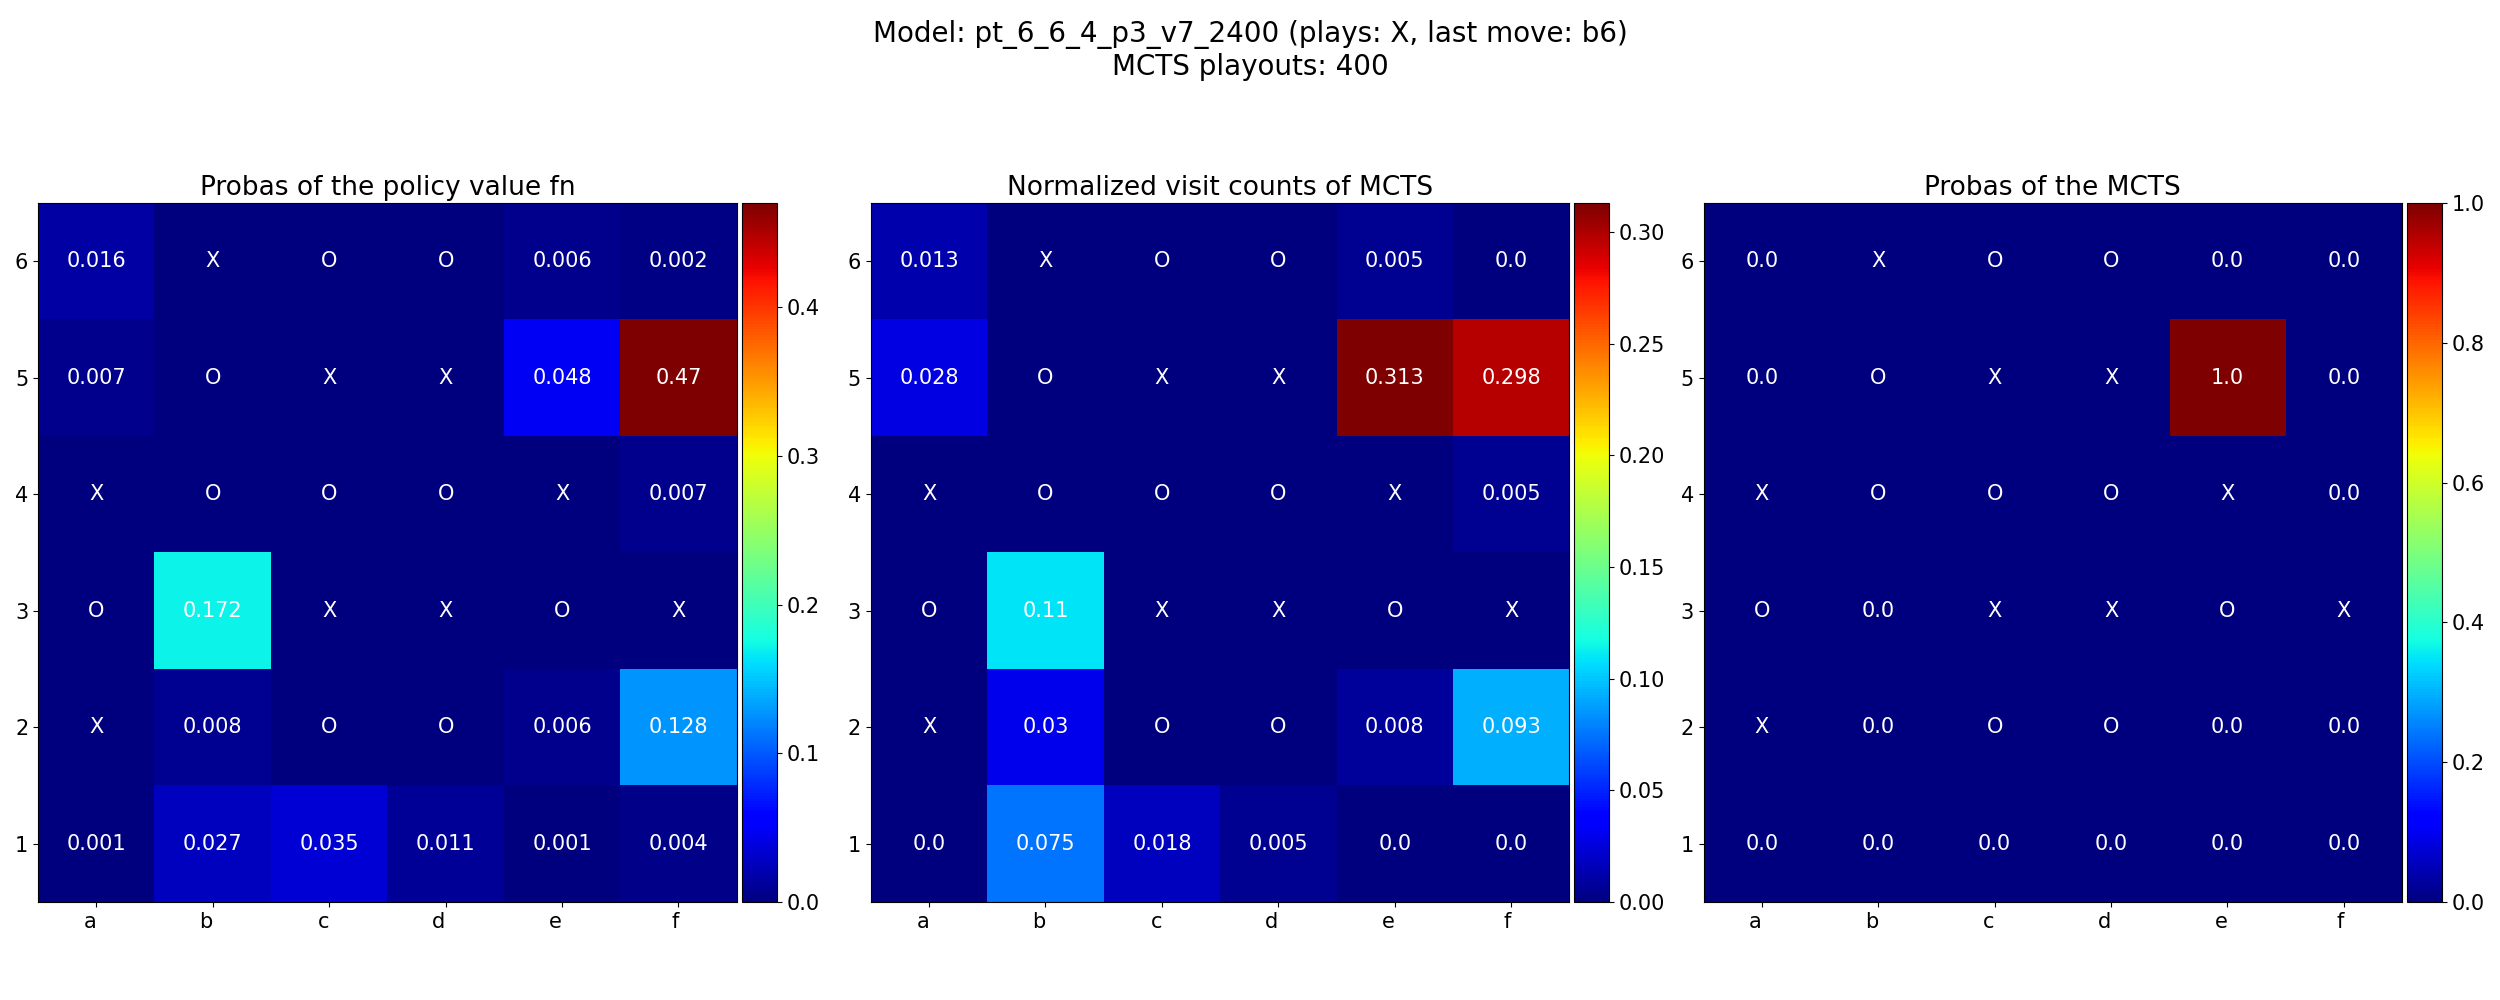 Model: pt_6_6_4_p3_v7_2400 (plays: X, last move: b6)
MCTS playouts: 400
Probas of the policy value fn
6 0.016 X O O 0.006 0.002
5 0.007 O X X 0.048 0.47
4 X O O O X 0.007
3 O 0.172 X X O X
2 X 0.008 O O 0.006 0.128
1 0.001 0.027 0.035 0.011 0.001 0.004
a b c d e f
0.4
0.3
0.2
0.1
0.0
Normalized visit counts of MCTS
6 0.013 X O O 0.005 0.0
5 0.028 O X X 0.313 0.298
4 X O O O X 0.005
3 O 0.11 X X O X
2 X 0.03 O O 0.008 0.093
1 0.0 0.075 0.018 0.005 0.0 0.0
a b c d e f
0.30
0.25
0.20
0.15
0.10
0.05
0.00
Probas of the MCTS
6 0.0 X O O 0.0 0.0
5 0.0 O X X 1.0 0.0
4 X O O O X 0.0
3 O 0.0 X X O X
2 X 0.0 O O 0.0 0.0
1 0.0 0.0 0.0 0.0 0.0 0.0
a b c d e f
1.0
0.8
0.6
0.4
0.2
0.0